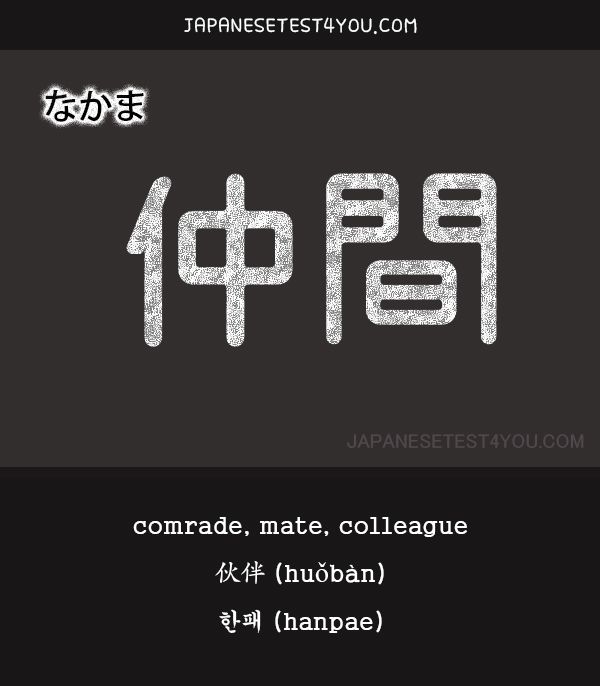 JAPANESETEST4YOU.COM
なかま
仲間
JAPANESETEST4YOU.COM
comrade, mate, colleague
伙伴 (huǒbàn)
한패 (hanpae)